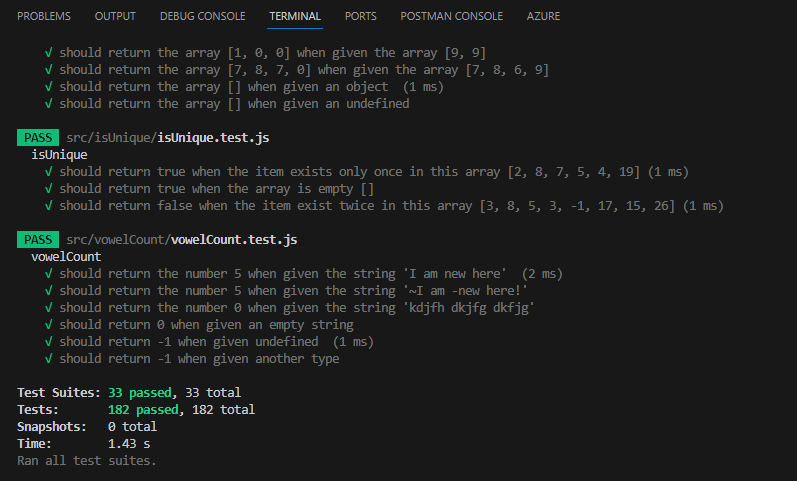 PROBLEMS OUTPUT DEBUG CONSOLE TERMINAL PORTS POSTMAN CONSOLE AZURE
√ should return the array [1, 0, 0] when given the array [9, 9]
√ should return the array [7, 8, 7, 0] when given the array [7, 8, 6, 9]
√ should return the array [] when given an object (1 ms)
√ should return the array [] when given an undefined
PASS src/isUnique/isUnique.test.js
isUnique
√ should return true when the item exists only once in this array [2, 8, 7, 5, 4, 19] (1 ms)
√ should return true when the array is empty []
√ should return false when the item exist twice in this array [3, 8, 5, 3, -1, 17, 15, 26] (1 ms)
PASS src/vowelCount/vowelCount.test.js
vowelCount
√ should return the number 5 when given the string 'I am new here' (2 ms)
√ should return the number 5 when given the string '~I am -new here!'
√ should return the number 0 when given the string 'kdjfh dkjfg dkfjg'
√ should return 0 when given an empty string
√ should return -1 when given undefined (1 ms)
√ should return -1 when given another type
Test Suites: 33 passed, 33 total
Tests: 182 passed, 182 total
Snapshots: 0 total
Time: 1.43 s
Ran all test suites.